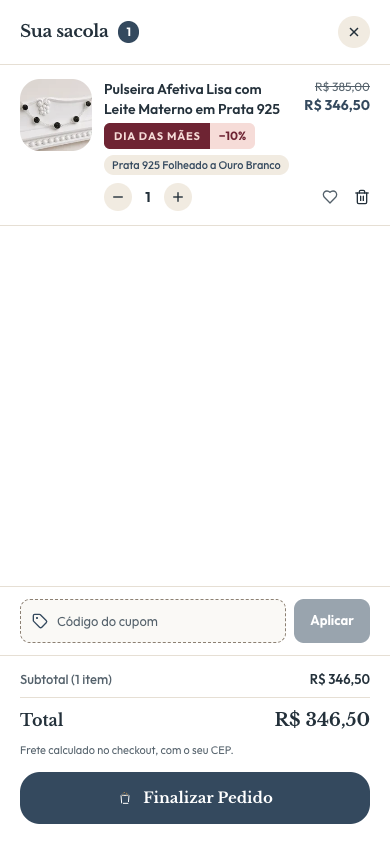 Sua sacola 1
Pulseira Afetiva Lisa com
Leite Materno em Prata 925
R$ 385,00
R$ 346,50
DIA DAS MÃES −10%
Prata 925 Folheado a Ouro Branco
1
Código do cupom
Aplicar
Subtotal (1 item) R$ 346,50
Total R$ 346,50
Frete calculado no checkout, com o seu CEP.
Finalizar Pedido